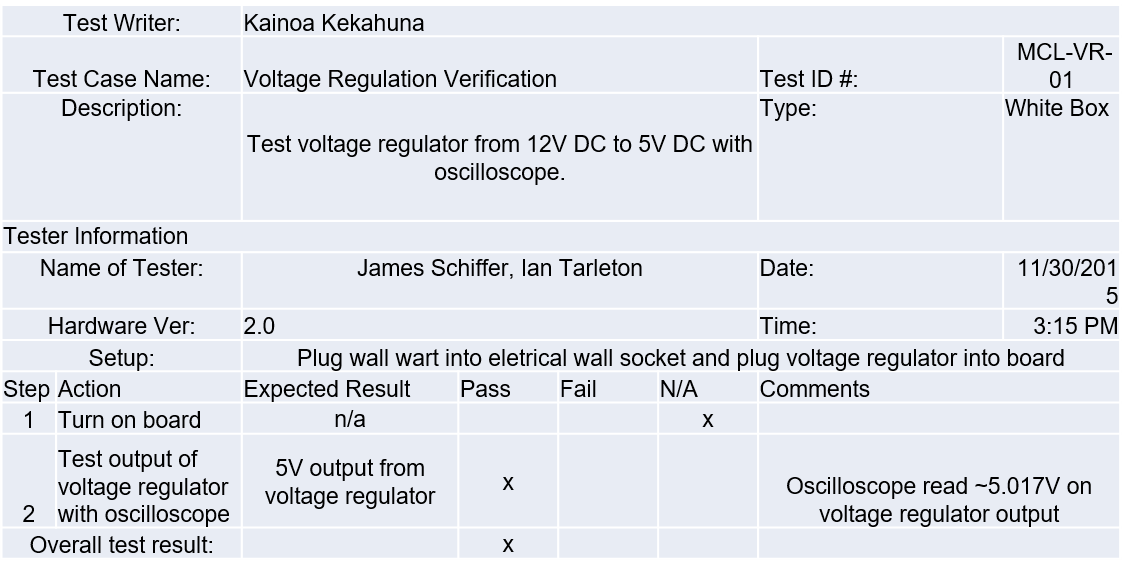 Test Writer: Kainoa Kekahuna
Test Case Name: Voltage Regulation Verification Test ID #: MCL-VR-
01
Description: Test voltage regulator from 12V DC to 5V DC with
oscilloscope.
Type: White Box
Tester Information
Name of Tester: James Schiffer, Ian Tarleton Date: 11/30/201
5
Hardware Ver: 2.0 Time: 3:15 PM
Setup: Plug wall wart into eletrical wall socket and plug voltage regulator into board
Step Action Expected Result Pass Fail N/A Comments
1 Turn on board n/a x
2 Test output of
voltage regulator
with oscilloscope
5V output from
voltage regulator
x
Oscilloscope read ~5.017V on
voltage regulator output
Overall test result: x